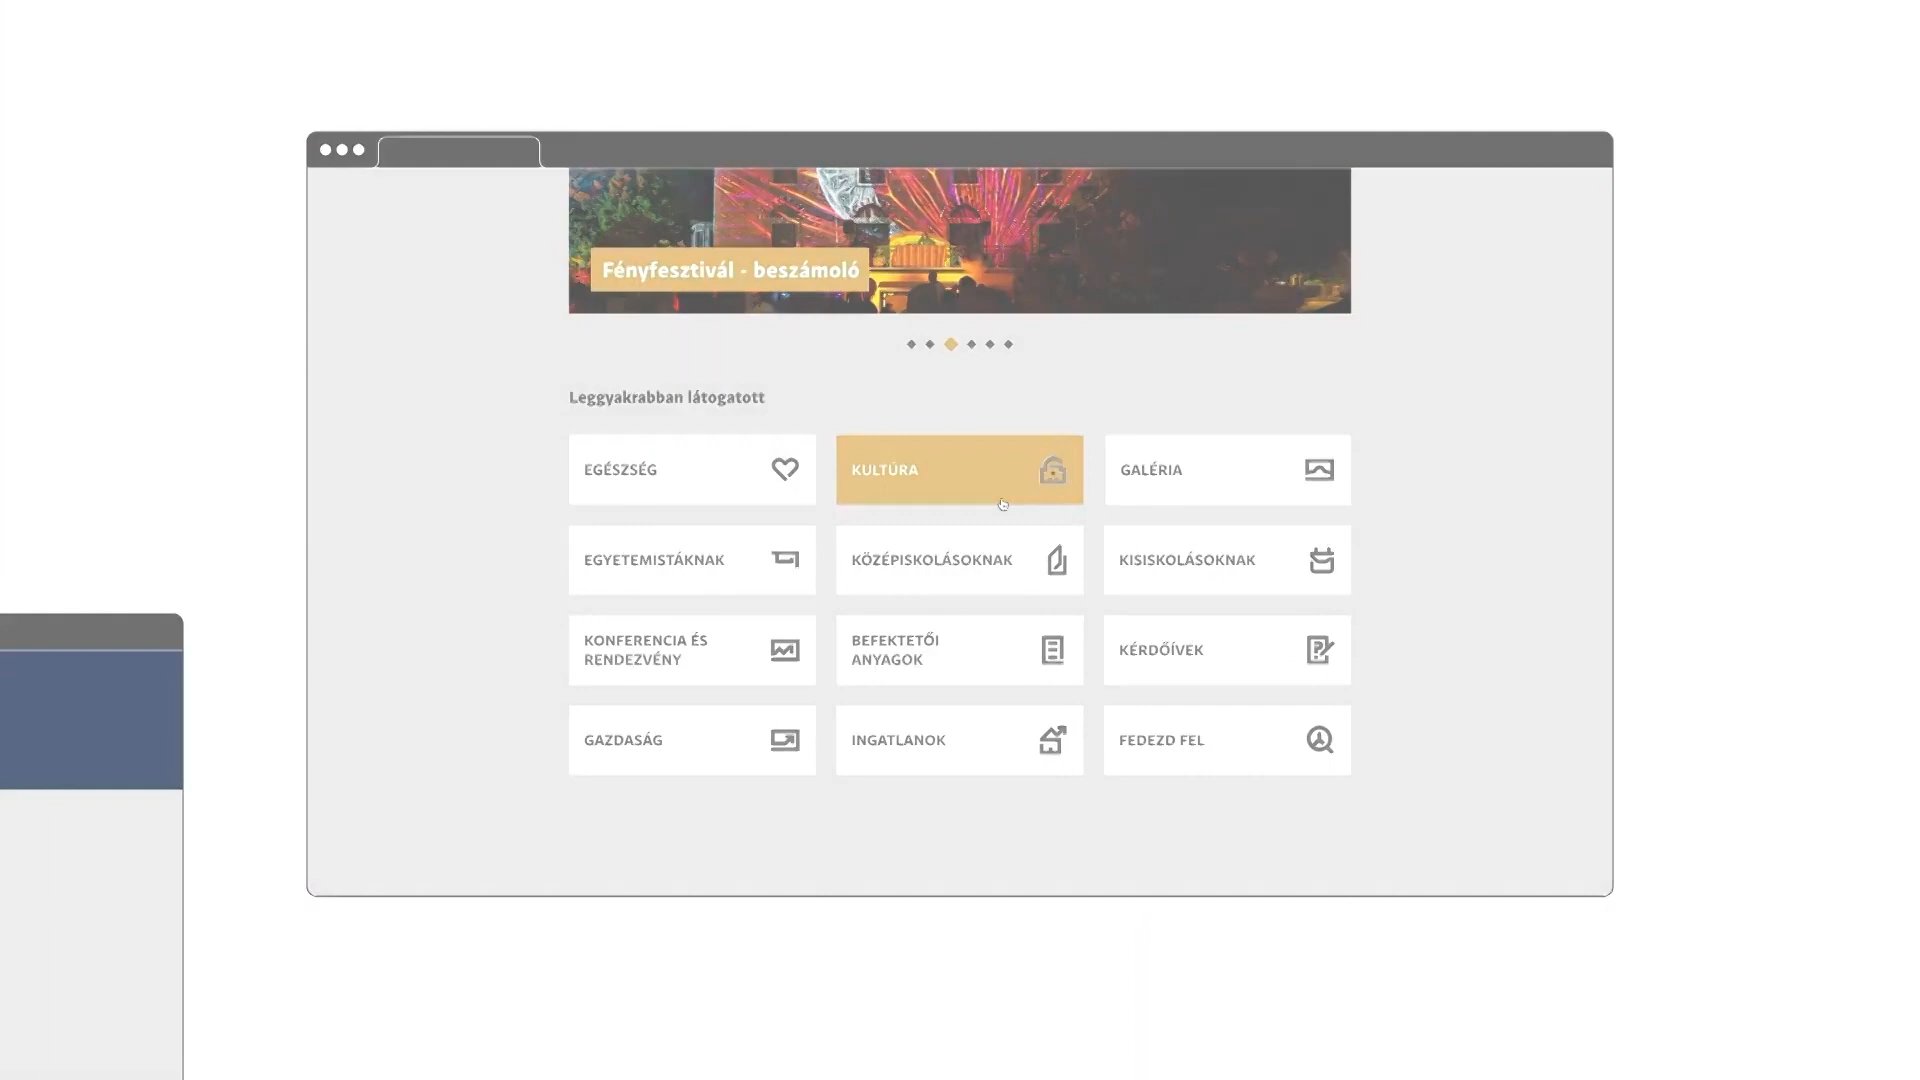 Fényfesztivál - beszámoló
Leggyakrabban látogatott
EGÉSZSÉG
KULTÚRA
GALÉRIA
EGYETEMISTÁKNAK
KÖZÉPISKOLÁSOKNAK
KISISKOLÁSOKNAK
KONFERENCIA ÉS
RENDEZVÉNY
BEFEKTETŐI
ANYAGOK
KÉRDŐÍVEK
GAZDASÁG
INGATLANOK
FEDEZD FEL